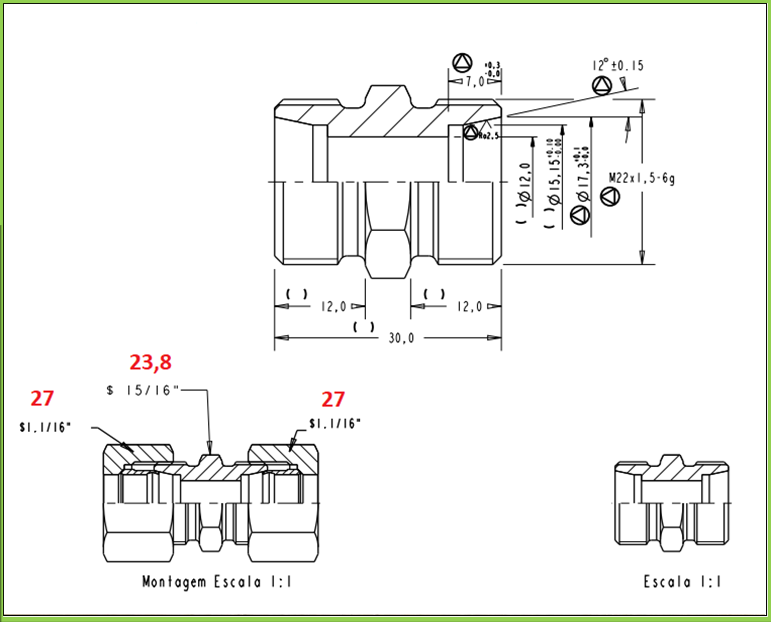 +0.3
-0.0
7,0
12°±0.15
Ra2,5
( ) Ø12,0
( ) Ø15,15 +0.10 -0.00
Ø17,3 +0.1 -0.0
M22x1,5-6g
( ) 12,0
( ) 12,0
( ) 30,0
23,8
$ 15/16"
27
$1.1/16"
27
$1.1/16"
Montagem Escala 1:1
Escala 1:1